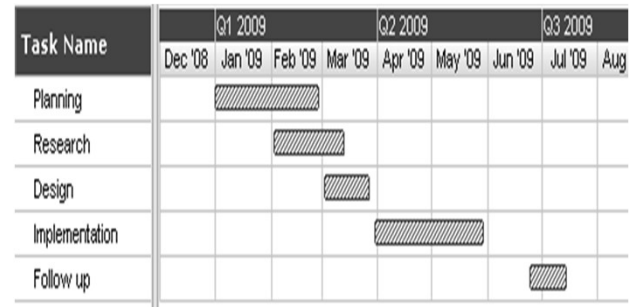 Task Name
Q1 2009 Q2 2009 Q3 2009
Dec '08 Jan '09 Feb '09 Mar '09 Apr '09 May '09 Jun '09 Jul '09 Aug
Planning
Research
Design
Implementation
Follow up